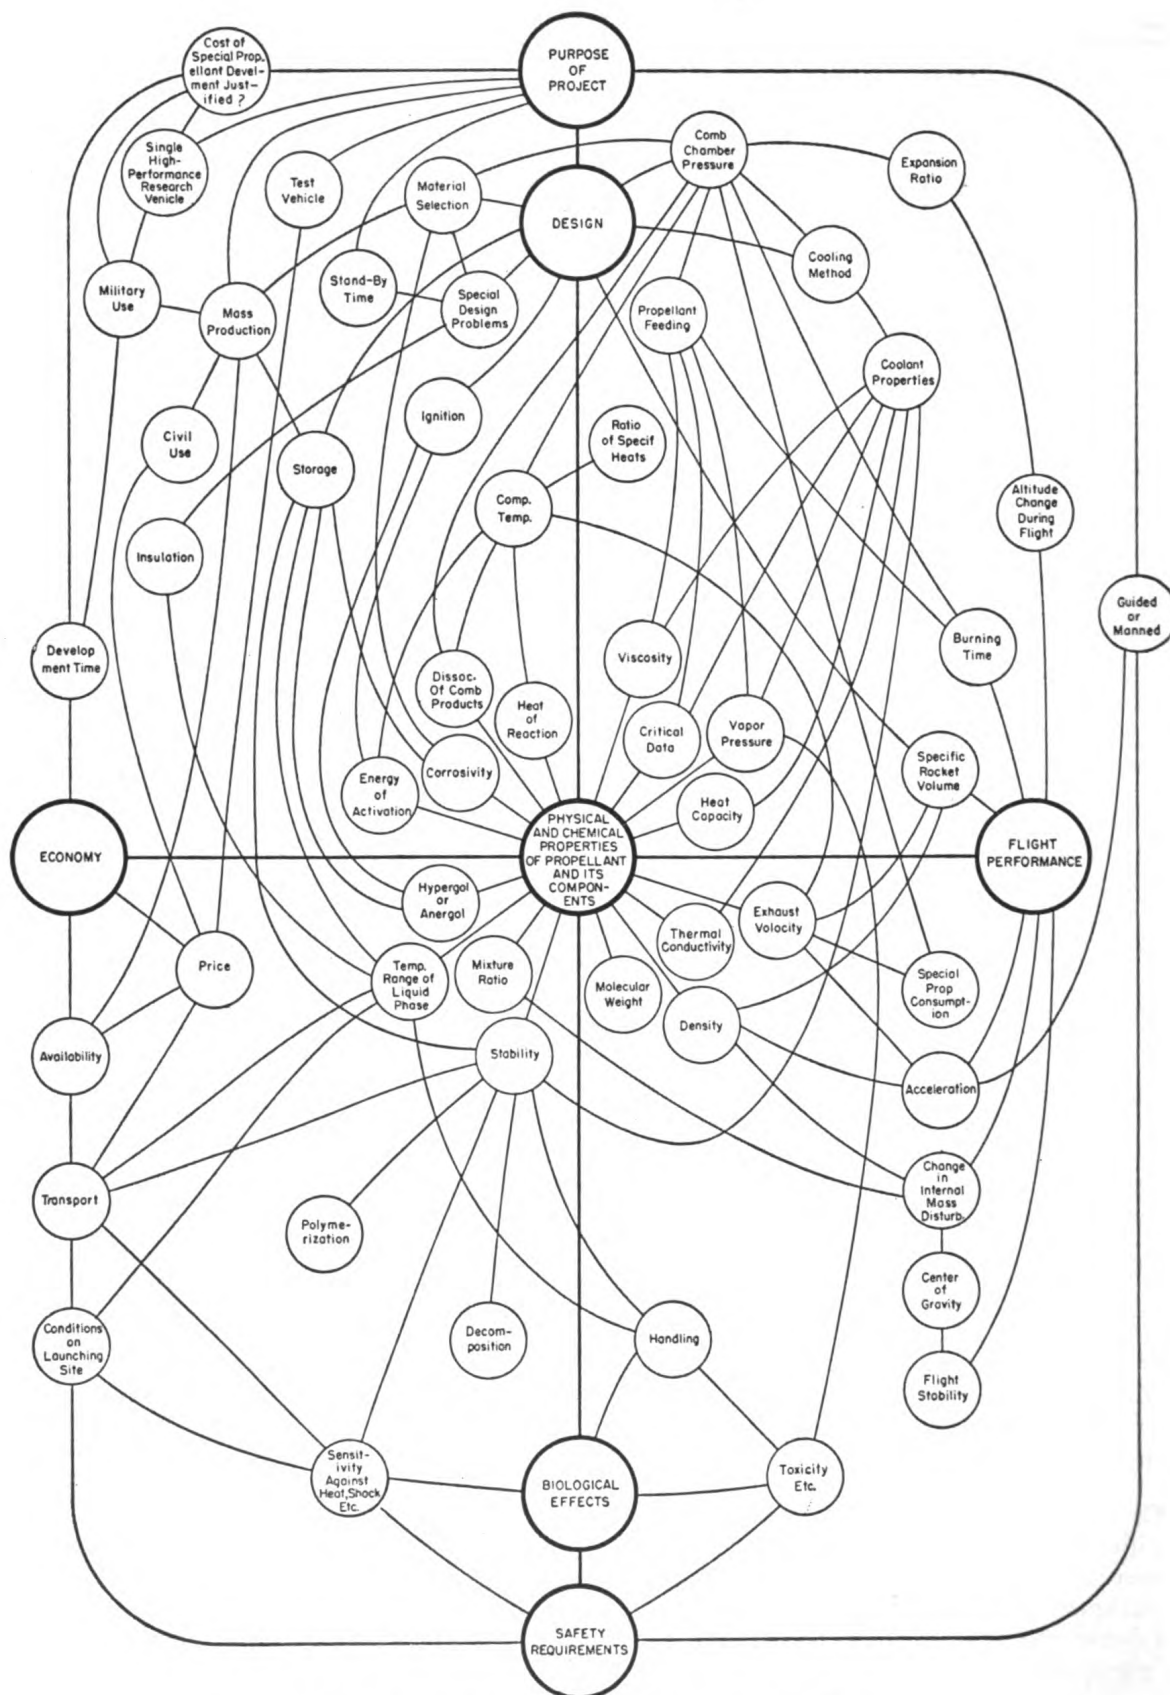 Cost of
Special Prop.
ellant Devel-
ment Just-
ified ?
PURPOSE
OF
PROJECT
Single
High-
Performance
Research
Venicle
Test
Vehicle
Material
Selection
Comb
Chamber
Pressure
Expansion
Ratio
DESIGN
Cooling
Method
Military
Use
Mass
Production
Stand-By
Time
Special
Design
Problems
Propellant
Feeding
Coolant
Properties
Civil
Use
Storage
Ignition
Ratio
of Specif
Heats
Comp.
Temp.
Altitude
Change
During
Flight
Insulation
Guided
or
Manned
Develop
ment Time
Burning
Time
Viscosity
Dissoc.
Of Comb
Products
Heat
of
Reaction
Critical
Data
Vapor
Pressure
Specific
Rocket
Volume
Energy
of
Activation
Corrosivity
Heat
Capacity
ECONOMY
PHYSICAL
AND CHEMICAL
PROPERTIES
OF PROPELLANT
AND ITS
COMPON-
ENTS
FLIGHT
PERFORMANCE
Hypergol
or
Anergol
Exhaust
Volocity
Thermal
Conductivity
Price
Temp.
Range of
Liquid
Phase
Mixture
Ratio
Molecular
Weight
Special
Prop
Consumpt-
ion
Density
Availability
Stability
Acceleration
Transport
Change
in
Internal
Mass
Disturb.
Polyme-
rization
Center
of
Gravity
Conditions
on
Launching
Site
Decom-
position
Handling
Flight
Stability
Sensit-
ivity
Against
Heat,Shock
Etc.
BIOLOGICAL
EFFECTS
Toxicity
Etc.
SAFETY
REQUIREMENTS